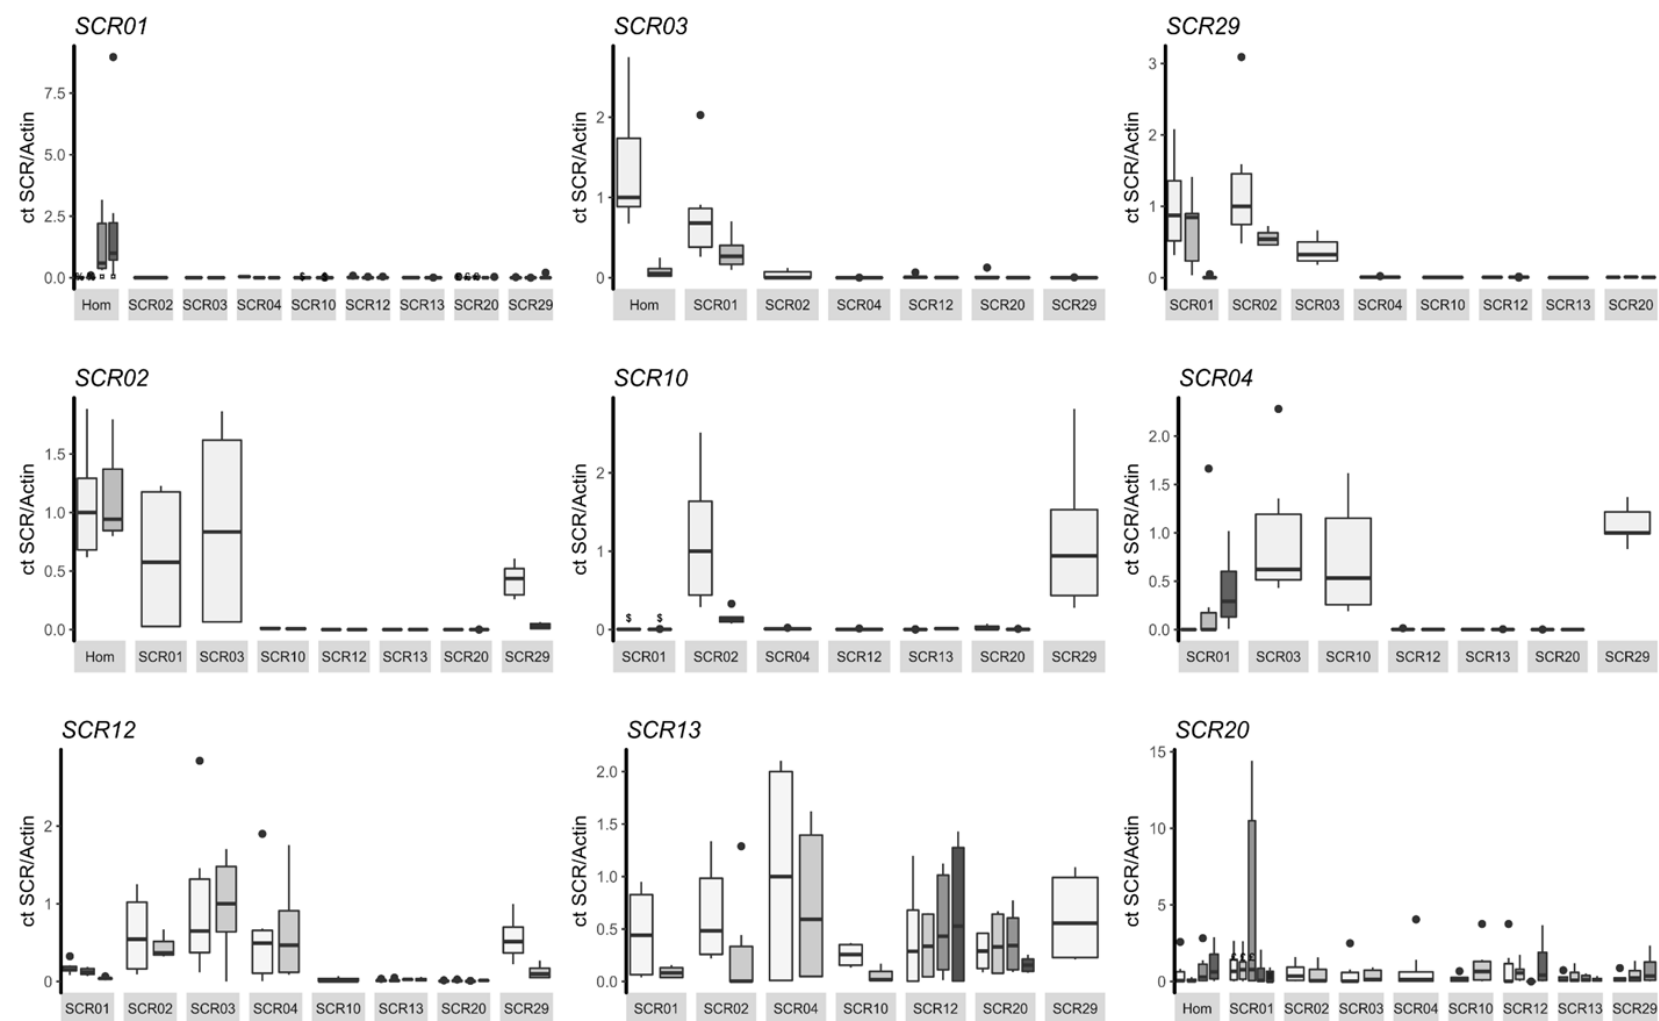 SCR01
ct SCR/Actin
7.5
5.0
2.5
0.0
Hom SCR02 SCR03 SCR04 SCR10 SCR12 SCR13 SCR20 SCR29
SCR03
ct SCR/Actin
2
1
0
Hom SCR01 SCR02 SCR04 SCR12 SCR20 SCR29
SCR29
ct SCR/Actin
3
2
1
0
SCR01 SCR02 SCR03 SCR04 SCR10 SCR12 SCR13 SCR20
SCR02
ct SCR/Actin
1.5
1.0
0.5
0.0
Hom SCR01 SCR03 SCR10 SCR12 SCR13 SCR20 SCR29
SCR10
ct SCR/Actin
2
1
0
$ $
SCR01 SCR02 SCR04 SCR12 SCR13 SCR20 SCR29
SCR04
ct SCR/Actin
2.0
1.5
1.0
0.5
0.0
SCR01 SCR03 SCR10 SCR12 SCR13 SCR20 SCR29
SCR12
ct SCR/Actin
2
1
0
SCR01 SCR02 SCR03 SCR04 SCR10 SCR13 SCR20 SCR29
SCR13
ct SCR/Actin
2.0
1.5
1.0
0.5
0.0
SCR01 SCR02 SCR04 SCR10 SCR12 SCR20 SCR29
SCR20
ct SCR/Actin
15
10
5
0
Hom SCR01 SCR02 SCR03 SCR04 SCR10 SCR12 SCR13 SCR29